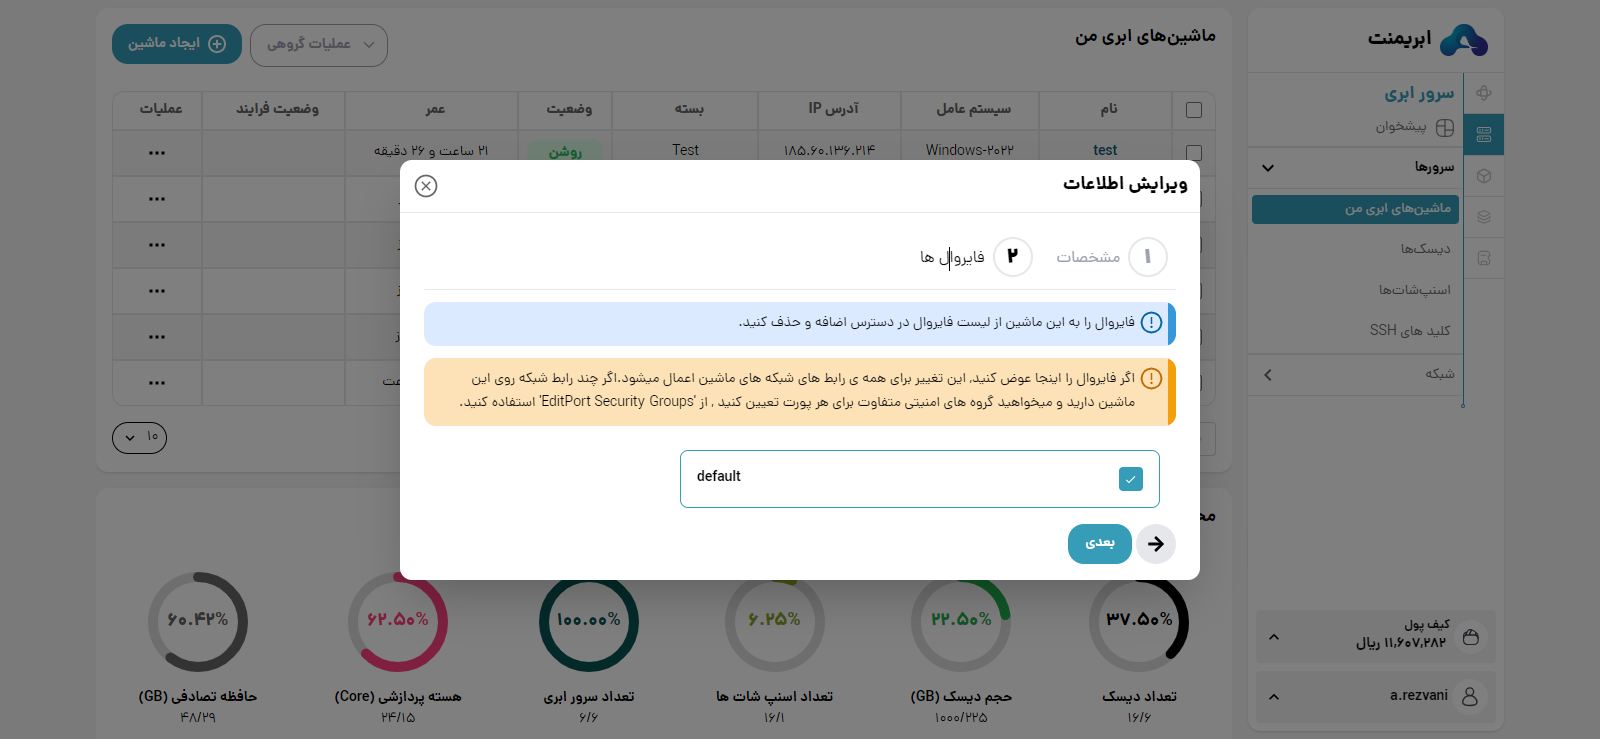 ابریمنت
سرور ابری
پیشخوان
سرورها
ماشین‌های ابری من
دیسک‌ها
اسنپ‌شات‌ها
کلید های SSH
شبکه
کیف پول
۱۱,۶۰۷,۲۸۲ ریال
a.rezvani
ماشین‌های ابری من
عملیات گروهی
ایجاد ماشین
نام سیستم عامل آدرس IP بسته وضعیت عمر وضعیت فرایند عملیات
test Windows-۲۰۲۲ ۱۸۵.۶۰.۱۳۶.۲۱۴ Test روشن ۲۱ ساعت و ۲۶ دقیقه
۱۰
ویرایش اطلاعات
۱ مشخصات ۲ فایروال ها
فایروال را به این ماشین از لیست فایروال در دسترس اضافه و حذف کنید.
اگر فایروال را اینجا عوض کنید, این تغییر برای همه ی رابط های شبکه های ماشین اعمال میشود.اگر چند رابط شبکه روی این
ماشین دارید و میخواهید گروه های امنیتی متفاوت برای هر پورت تعیین کنید , از 'EditPort Security Groups' استفاده کنید.
default
بعدی
۳۷.۵۰% ۲۲.۵۰% ۶.۲۵% ۱۰۰.۰۰% ۶۲.۵۰% ۶۰.۴۲%
تعداد دیسک حجم دیسک (GB) تعداد اسنپ شات ها تعداد سرور ابری هسته پردازشی (Core) حافظه تصادفی (GB)
۱۶/۶ ۱۰۰۰/۲۲۵ ۱۶/۱ ۶/۶ ۲۴/۱۵ ۴۸/۲۹